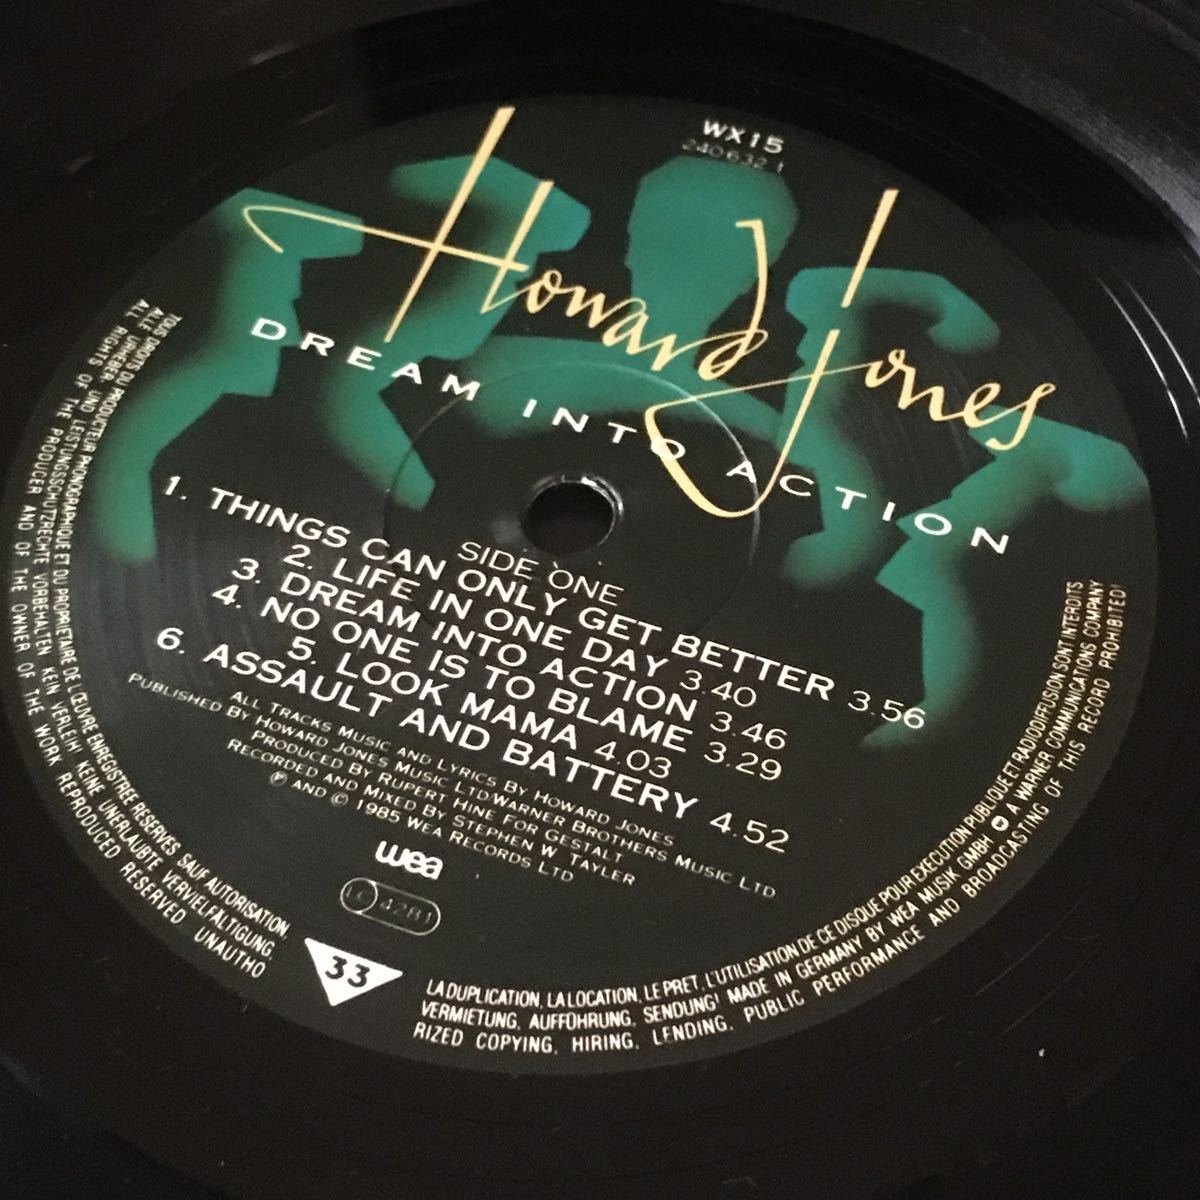 WX15
240 632-1
Howard Jones
DREAM INTO ACTION
SIDE ONE
1. THINGS CAN ONLY GET BETTER 3.56
2. LIFE IN ONE DAY 3.40
3. DREAM INTO ACTION 3.46
4. NO ONE IS TO BLAME 3.29
5. LOOK MAMA 4.03
6. ASSAULT AND BATTERY 4.52
ALL TRACKS MUSIC AND LYRICS BY HOWARD JONES
PUBLISHED BY HOWARD JONES MUSIC LTD/WARNER BROTHERS MUSIC LTD
PRODUCED BY RUPERT HINE FOR GESTALT
RECORDED AND MIXED BY STEPHEN W. TAYLER
℗ AND © 1985 WEA RECORDS LTD
wea
LC 4281
33
TOUS DROITS DU PRODUCTEUR PHONOGRAPHIQUE ET DU PROPRIETAIRE DE L'ŒUVRE ENREGISTREE RESERVES SAUF AUTORISATION, LA DUPLICATION, LA LOCATION, LE PRET, L'UTILISATION DE CE DISQUE POUR EXECUTION PUBLIQUE ET RADIODIFFUSION SONT INTERDITS
ALLE URHEBER- UND LEISTUNGSSCHUTZRECHTE VORBEHALTEN KEIN VERLEIH! KEINE UNERLAUBTE VERVIELFÄLTIGUNG, VERMIETUNG, AUFFÜHRUNG, SENDUNG! MADE IN GERMANY BY WEA MUSIK GMBH A WARNER COMMUNICATIONS COMPANY
ALL RIGHTS OF THE PRODUCER AND OF THE OWNER OF THE WORK REPRODUCED RESERVED UNAUTHORIZED COPYING, HIRING, LENDING, PUBLIC PERFORMANCE AND BROADCASTING OF THIS RECORD PROHIBITED!